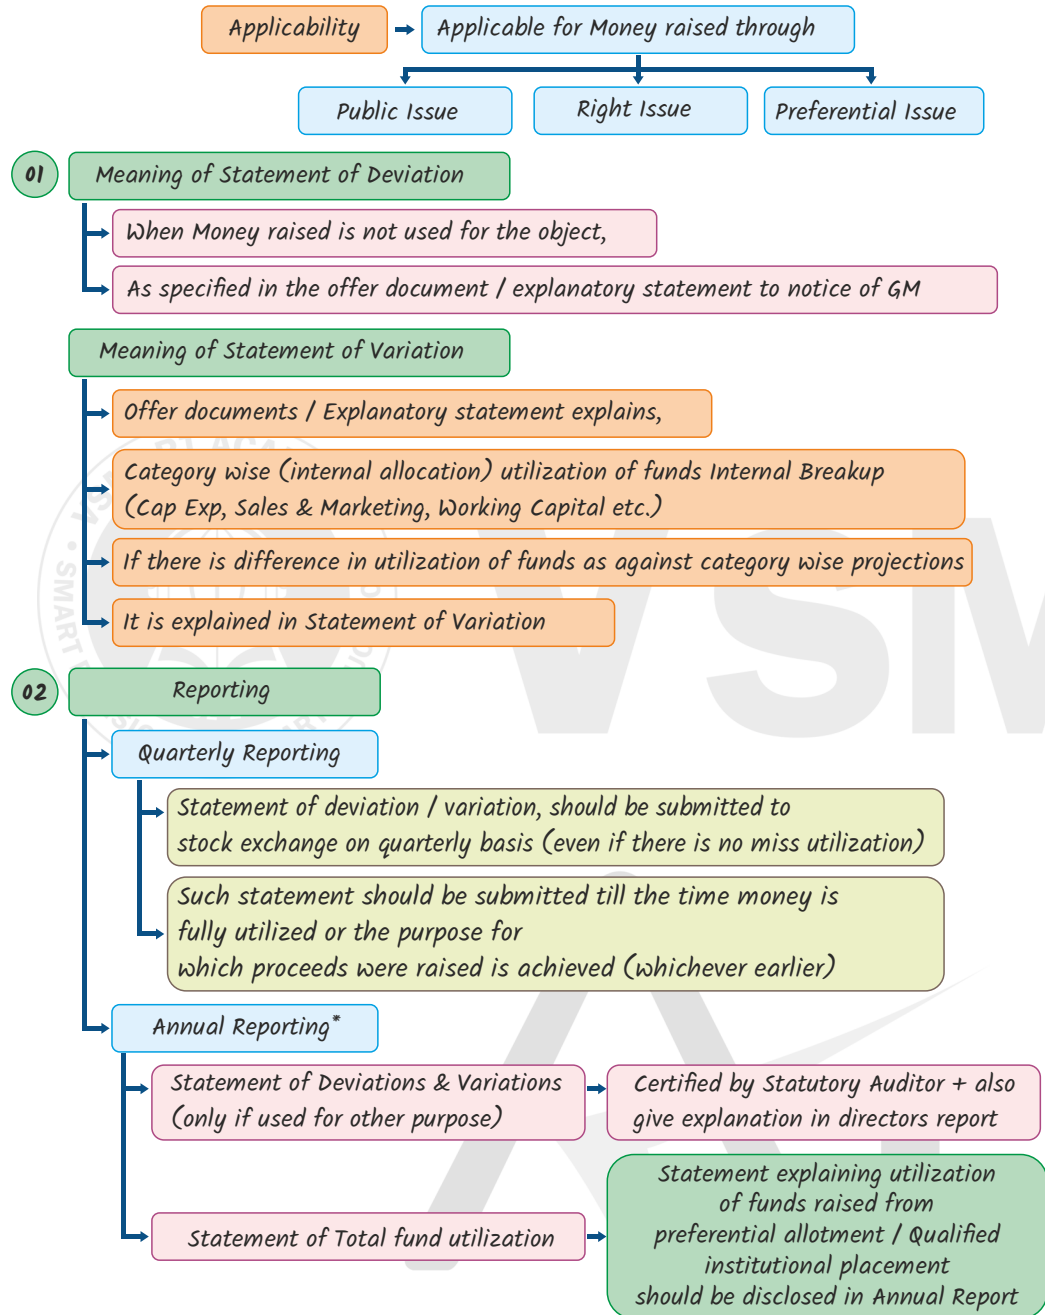 Applicability
Applicable for Money raised through
Public Issue
Right Issue
Preferential Issue
01
Meaning of Statement of Deviation
When Money raised is not used for the object,
As specified in the offer document / explanatory statement to notice of GM
Meaning of Statement of Variation
Offer documents / Explanatory statement explains,
Category wise (internal allocation) utilization of funds Internal Breakup
(Cap Exp, Sales & Marketing, Working Capital etc.)
If there is difference in utilization of funds as against category wise projections
It is explained in Statement of Variation
02
Reporting
Quarterly Reporting
Statement of deviation / variation, should be submitted to
stock exchange on quarterly basis (even if there is no miss utilization)
Such statement should be submitted till the time money is
fully utilized or the purpose for
which proceeds were raised is achieved (whichever earlier)
Annual Reporting*
Statement of Deviations & Variations
(only if used for other purpose)
Certified by Statutory Auditor + also
give explanation in directors report
Statement of Total fund utilization
Statement explaining utilization
of funds raised from
preferential allotment / Qualified
institutional placement
should be disclosed in Annual Report
VSM